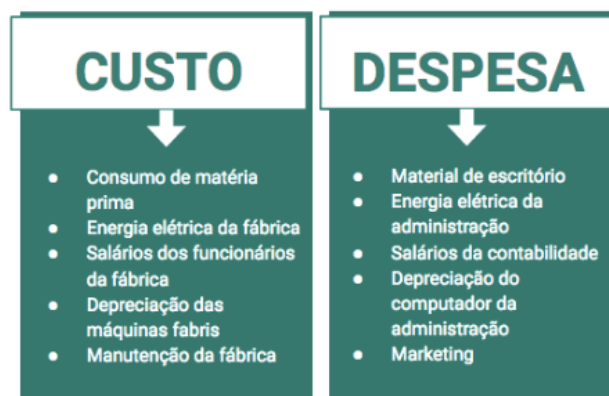 CUSTO
● Consumo de matéria
prima
● Energia elétrica da fábrica
● Salários dos funcionários
da fábrica
● Depreciação das
máquinas fabris
● Manutenção da fábrica
DESPESA
● Material de escritório
● Energia elétrica da
administração
● Salários da contabilidade
● Depreciação do
computador da
administração
● Marketing